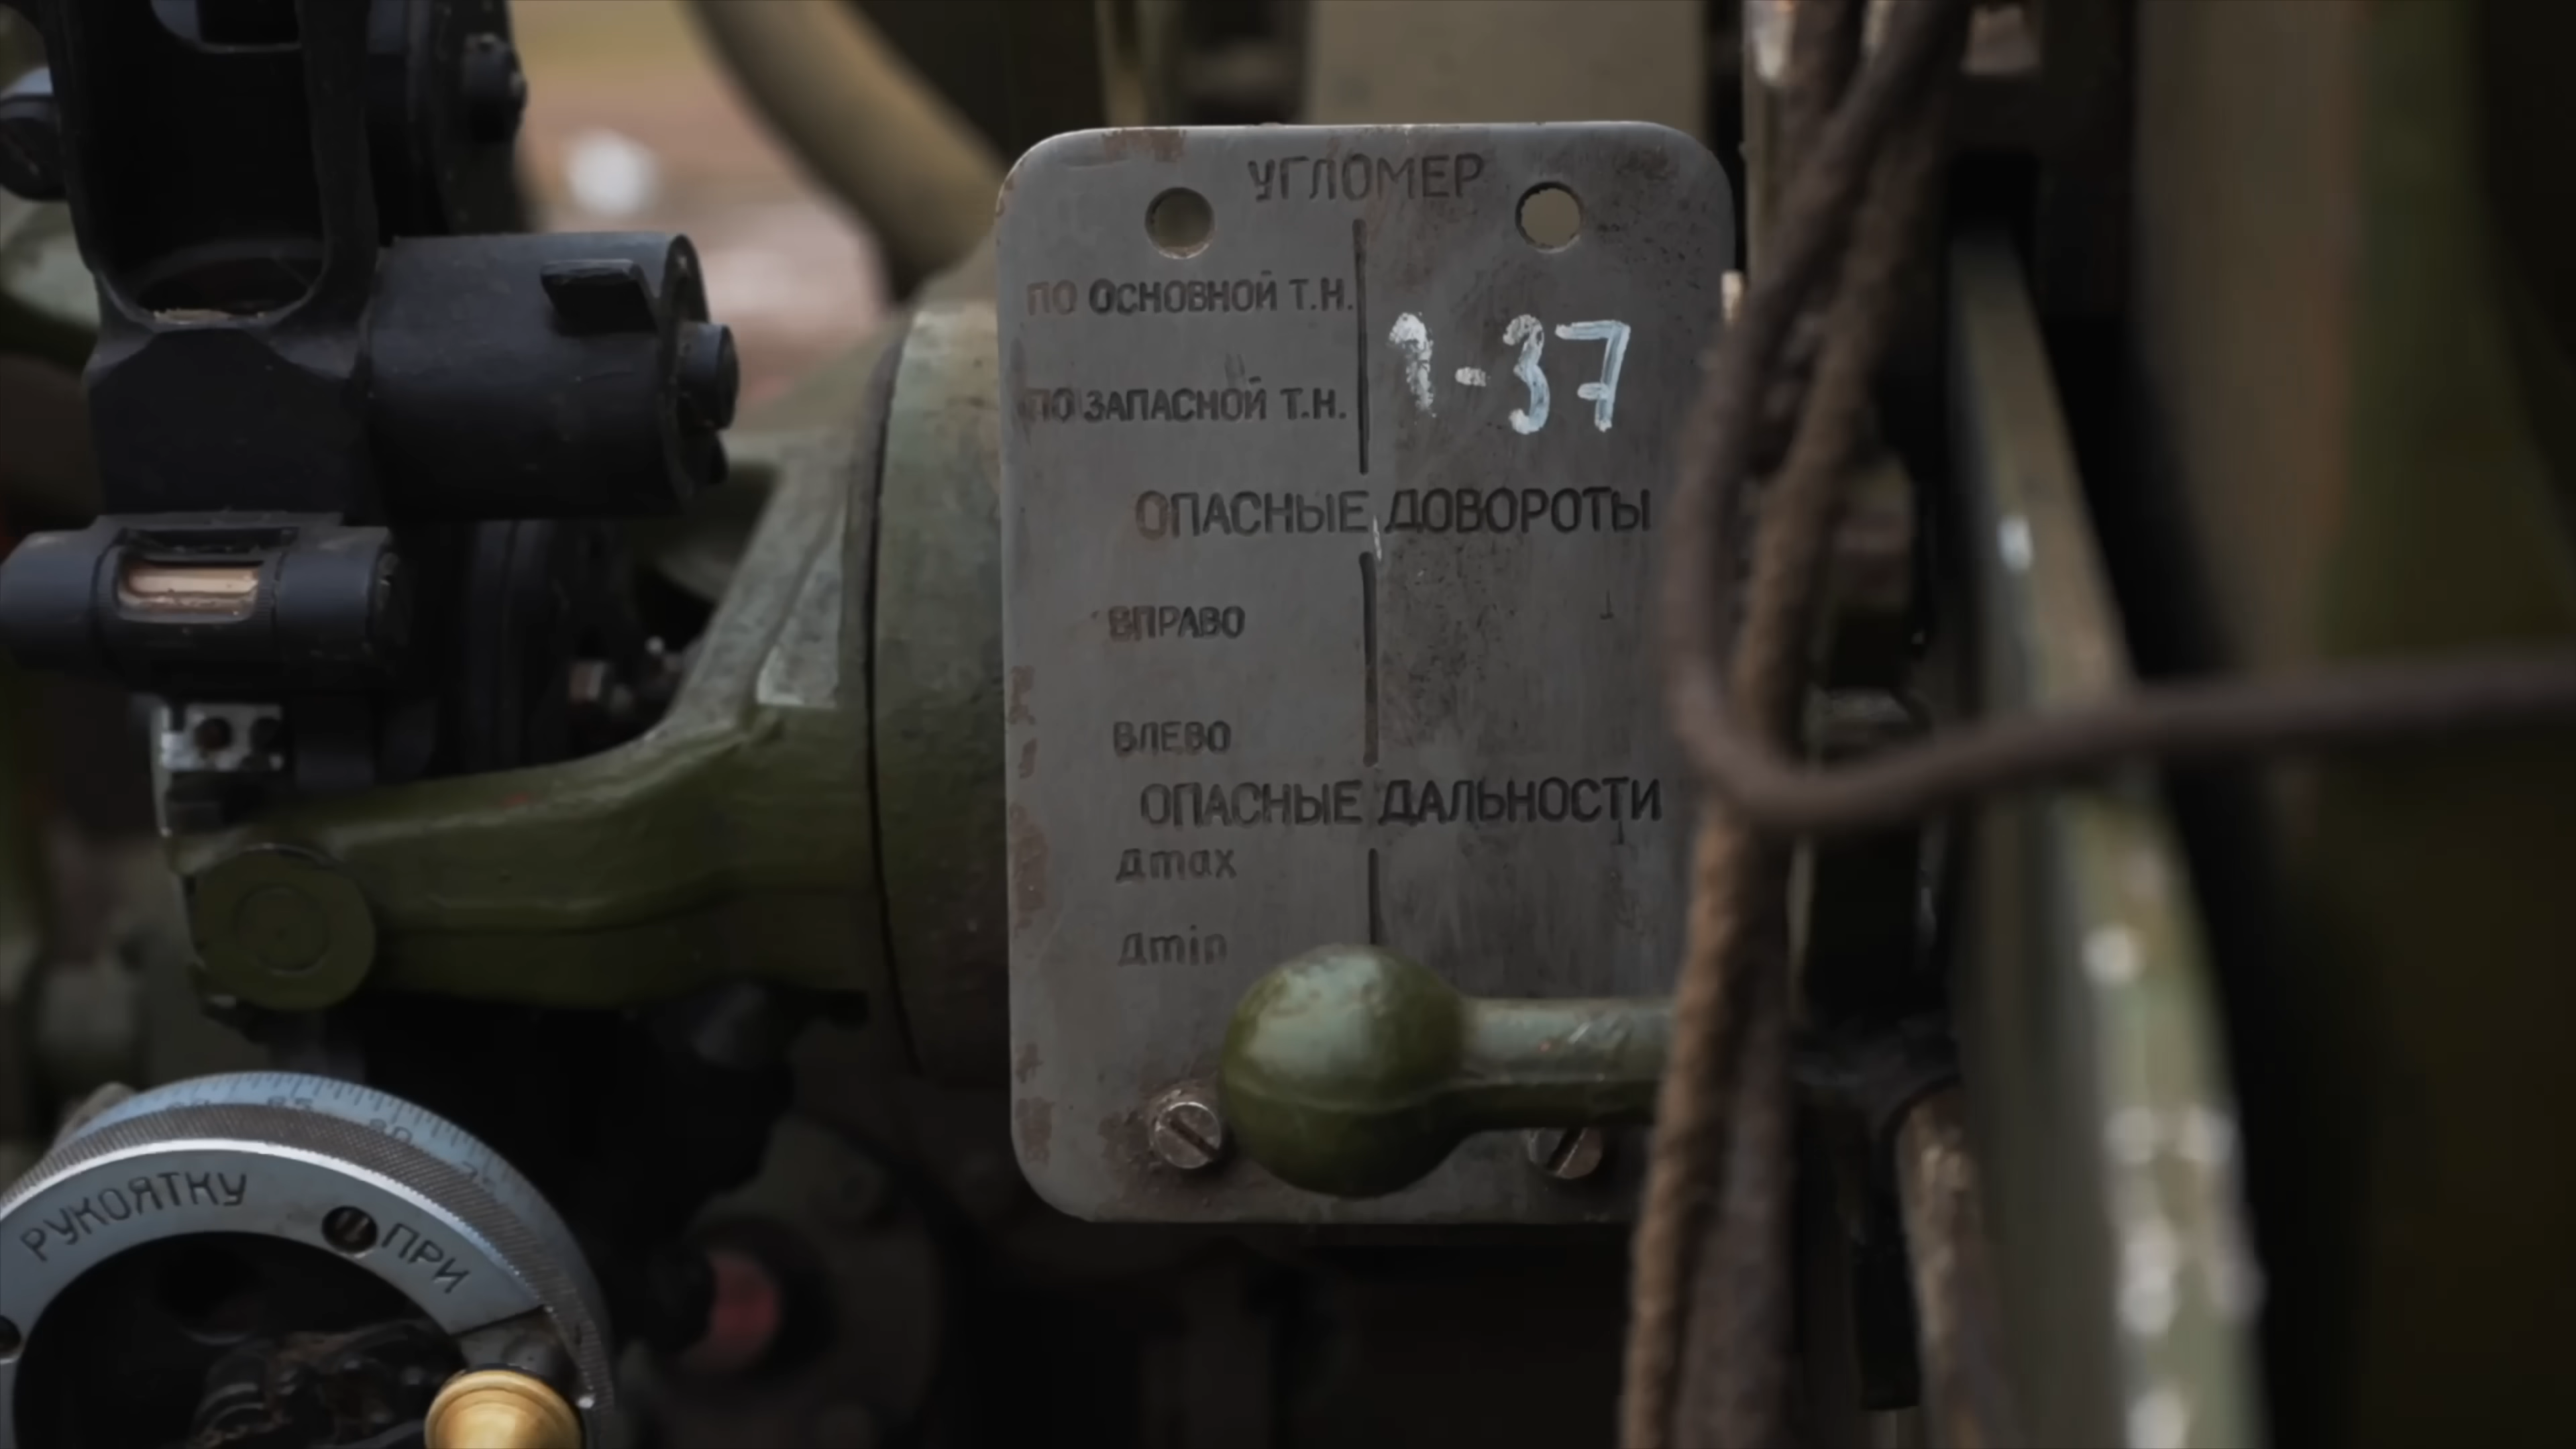 УГЛОМЕР
ПО ОСНОВНОЙ Т.Н.
1-37
ПО ЗАПАСНОЙ Т.Н.
ОПАСНЫЕ ДОВОРОТЫ
ВПРАВО
ВЛЕВО
ОПАСНЫЕ ДАЛЬНОСТИ
Дmax
Дmin
РУКОЯТКУ
ПРИ